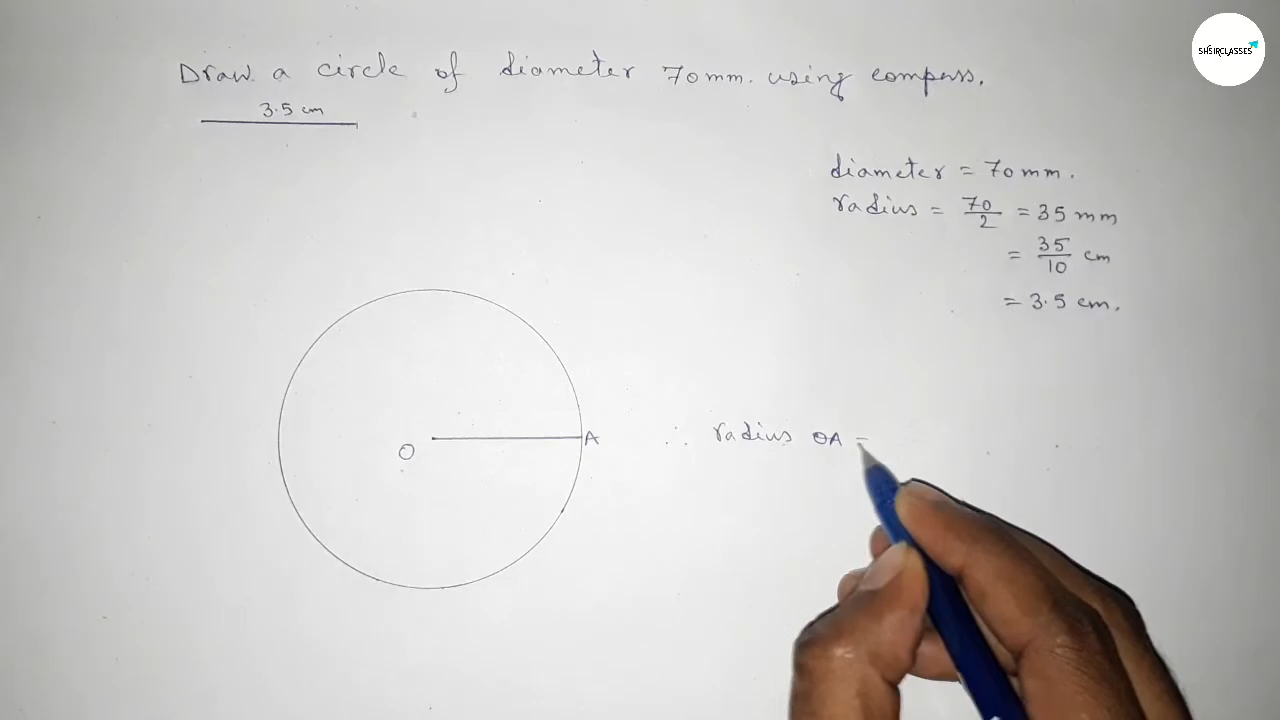 SHSIRCLASSES
Draw a circle of diameter 70mm. using compass.
3.5 cm
diameter = 70mm.
radius = 70/2 = 35 mm
= 35/10 cm
= 3.5 cm.
O
A
∴ radius OA =